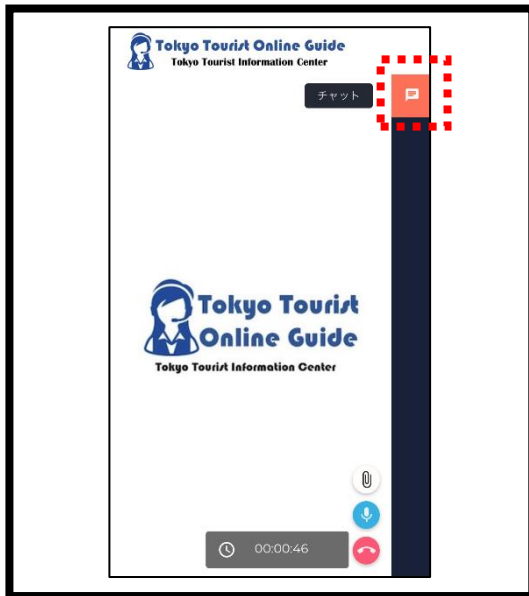 Tokyo Tourist Online Guide
Tokyo Tourist Information Center
チャット
Tokyo Tourist
Online Guide
Tokyo Tourist Information Center
00:00:46